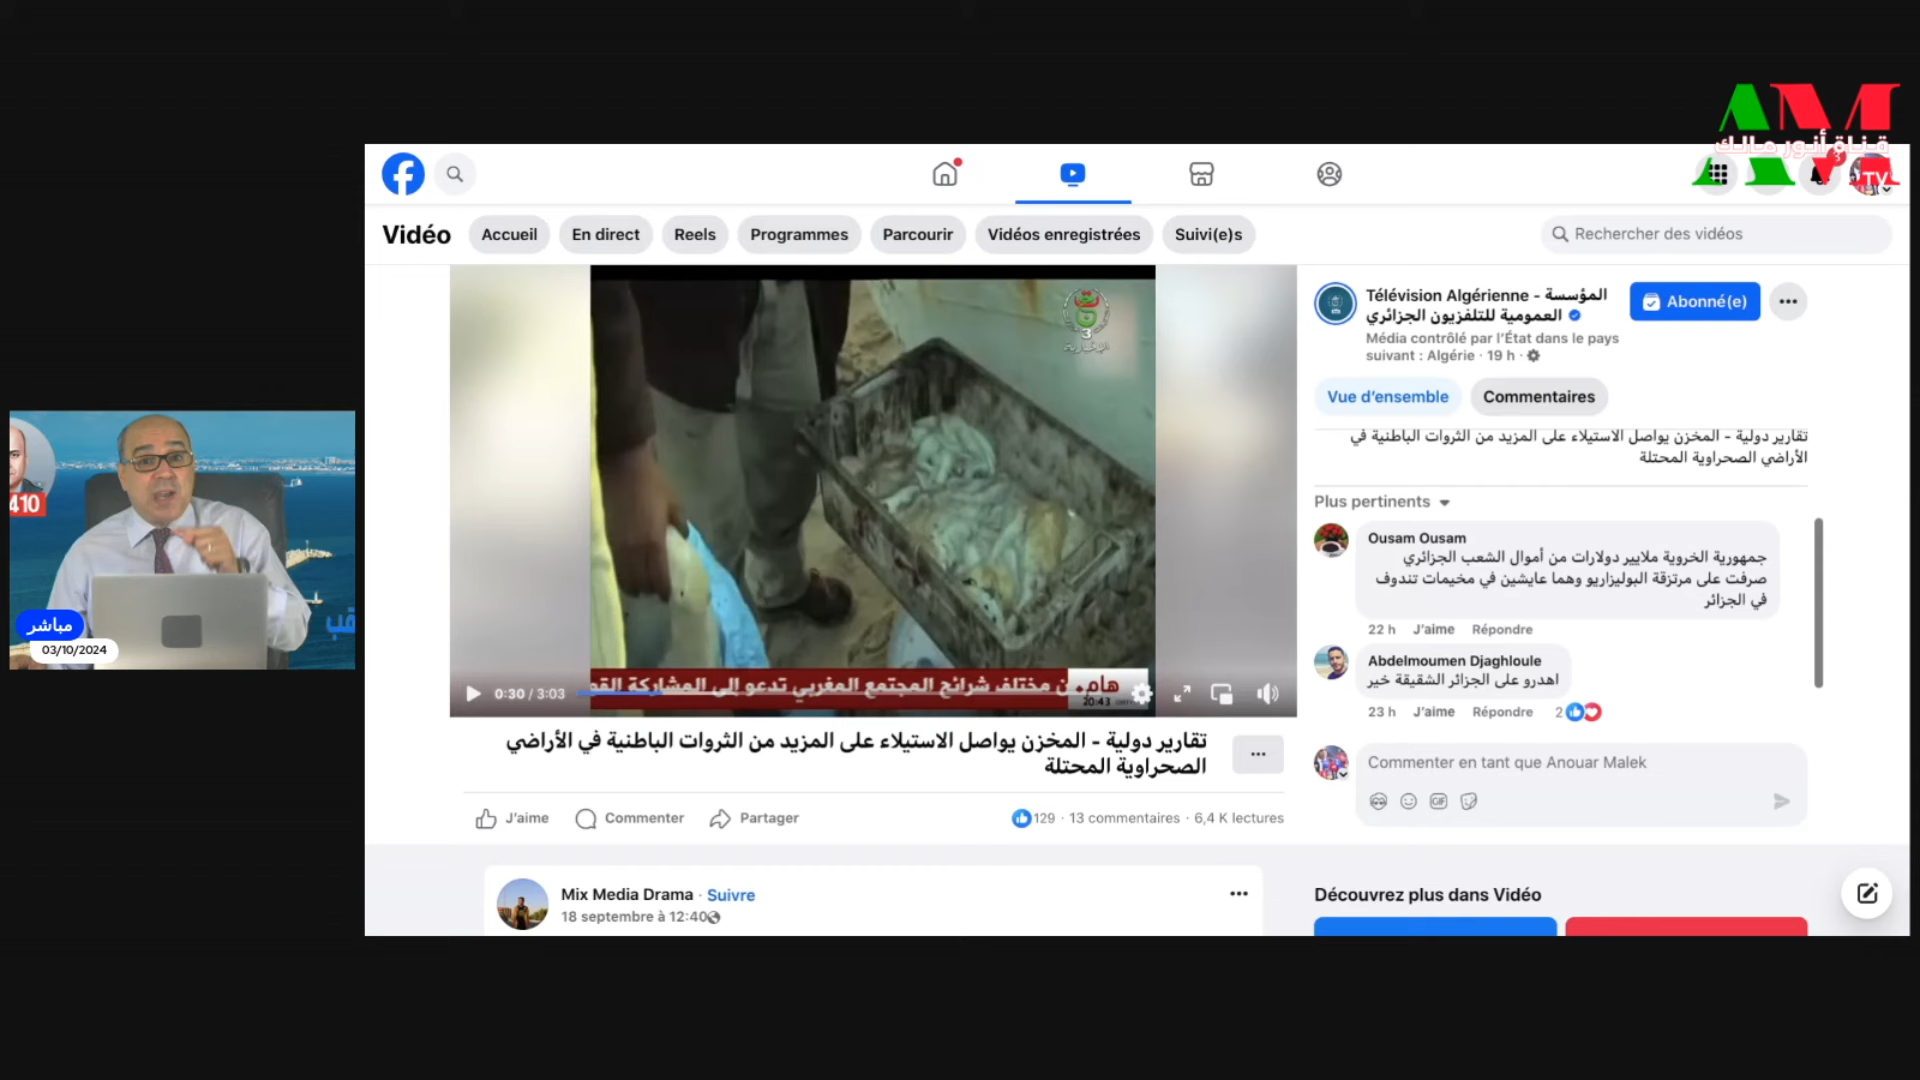 قناة أنور مالك
TV
Vidéo
Accueil
En direct
Reels
Programmes
Parcourir
Vidéos enregistrées
Suivi(e)s
Rechercher des vidéos
3
الإخبارية
هام
ن مختلف شرائح المجتمع المغربي تدعو إلى المشاركة
20:43
0:30 / 3:03
تقارير دولية - المخزن يواصل الاستيلاء على المزيد من الثروات الباطنية في الأراضي
الصحراوية المحتلة
J'aime
Commenter
Partager
129 · 13 commentaires · 6,4 K lectures
Mix Media Drama · Suivre
18 septembre à 12:40
Télévision Algérienne - المؤسسة
العمومية للتلفزيون الجزائري
Média contrôlé par l'État dans le pays
suivant : Algérie · 19 h ·
Abonné(e)
Vue d'ensemble
Commentaires
تقارير دولية - المخزن يواصل الاستيلاء على المزيد من الثروات الباطنية في
الأراضي الصحراوية المحتلة
Plus pertinents
Ousam Ousam
جمهورية الخروية ملايير دولارات من أموال الشعب الجزائري
صرفت على مرتزقة البوليزاريو وهما عايشين في مخيمات تندوف
في الجزائر
22 h J'aime Répondre
Abdelmoumen Djaghloule
اهدرو على الجزائر الشقيقة خير
23 h J'aime Répondre 2
Commenter en tant que Anouar Malek
GIF
Découvrez plus dans Vidéo
410
مباشر
03/10/2024